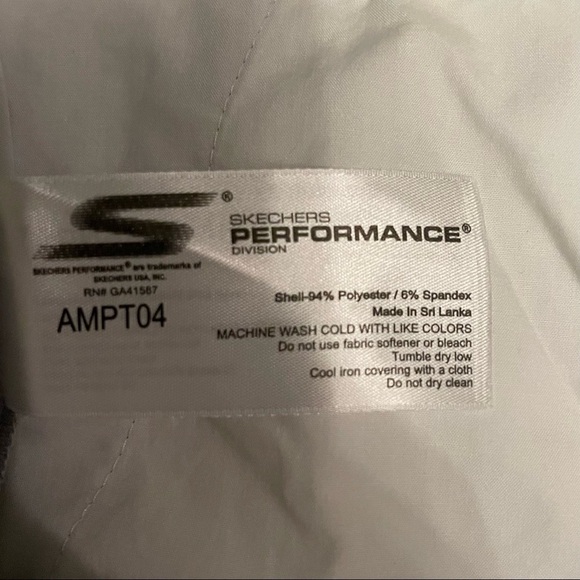 ®
SKECHERS
PERFORMANCE®
DIVISION
SKECHERS PERFORMANCE® are trademarks of
SKECHERS USA, INC.
RN# GA41587
AMPT04
Shell-94% Polyester / 6% Spandex
Made In Sri Lanka
MACHINE WASH COLD WITH LIKE COLORS
Do not use fabric softener or bleach
Tumble dry low
Cool iron covering with a cloth
Do not dry clean